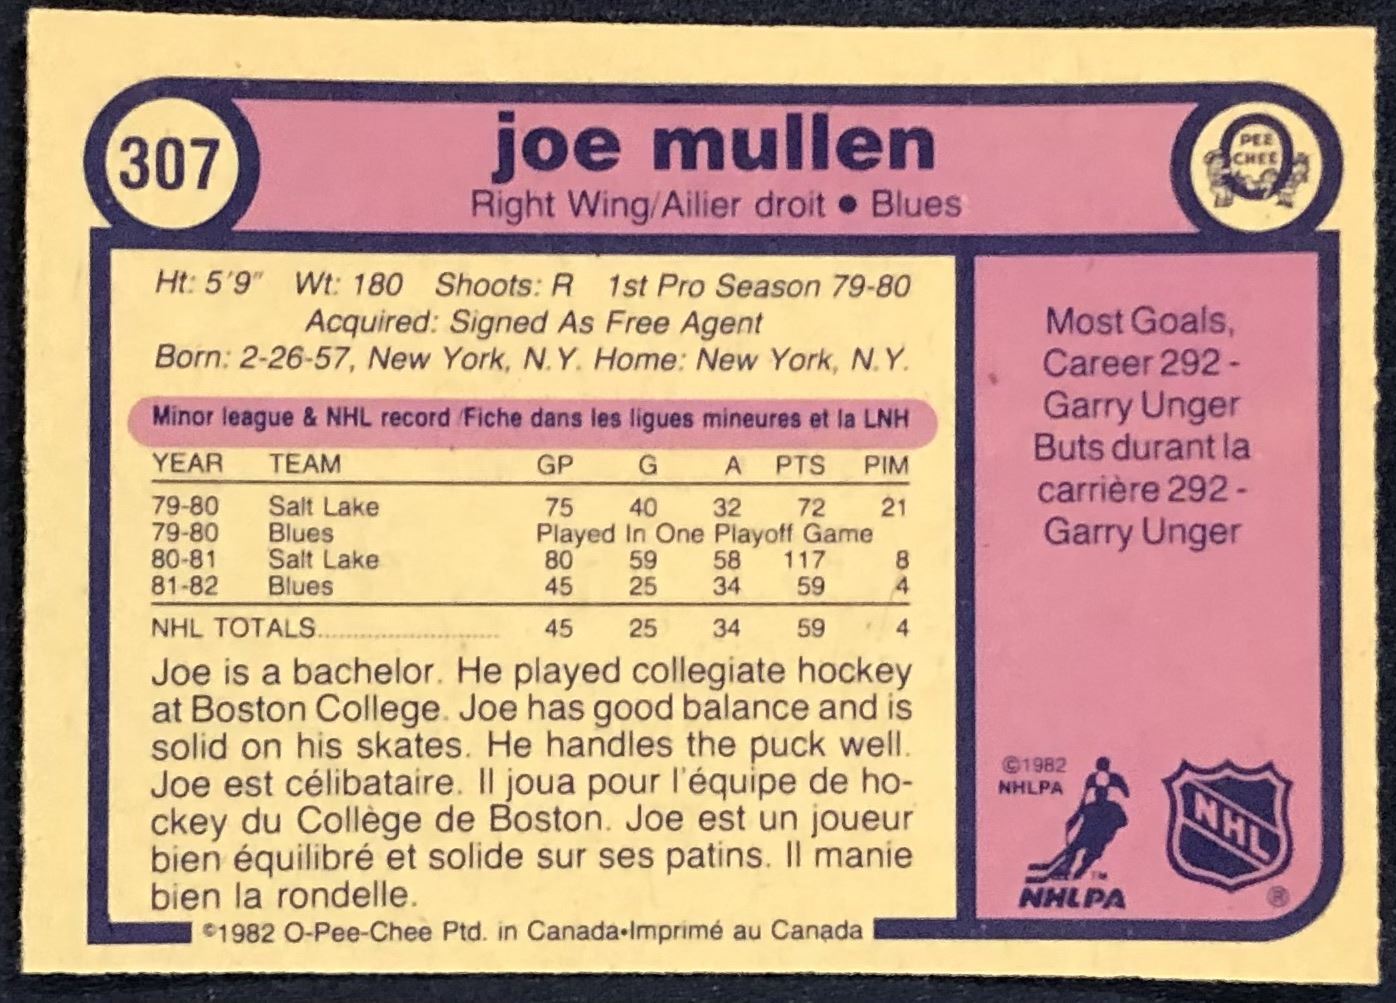 307
joe mullen
Right Wing/Ailier droit • Blues
PEE
CHEE
Ht: 5'9" Wt: 180 Shoots: R 1st Pro Season 79-80
Acquired: Signed As Free Agent
Born: 2-26-57, New York, N.Y. Home: New York, N.Y.
Minor league & NHL record/Fiche dans les ligues mineures et la LNH
YEAR TEAM GP G A PTS PIM
79-80 Salt Lake 75 40 32 72 21
79-80 Blues Played In One Playoff Game
80-81 Salt Lake 80 59 58 117 8
81-82 Blues 45 25 34 59 4
NHL TOTALS 45 25 34 59 4
Joe is a bachelor. He played collegiate hockey
at Boston College. Joe has good balance and is
solid on his skates. He handles the puck well.
Joe est célibataire. Il joua pour l'équipe de ho-
ckey du Collège de Boston. Joe est un joueur
bien équilibré et solide sur ses patins. Il manie
bien la rondelle.
©1982 O-Pee-Chee Ptd. in Canada•Imprimé au Canada
Most Goals,
Career 292 -
Garry Unger
Buts durant la
carrière 292 -
Garry Unger
©1982
NHLPA
TM
NHLPA
NHL
®